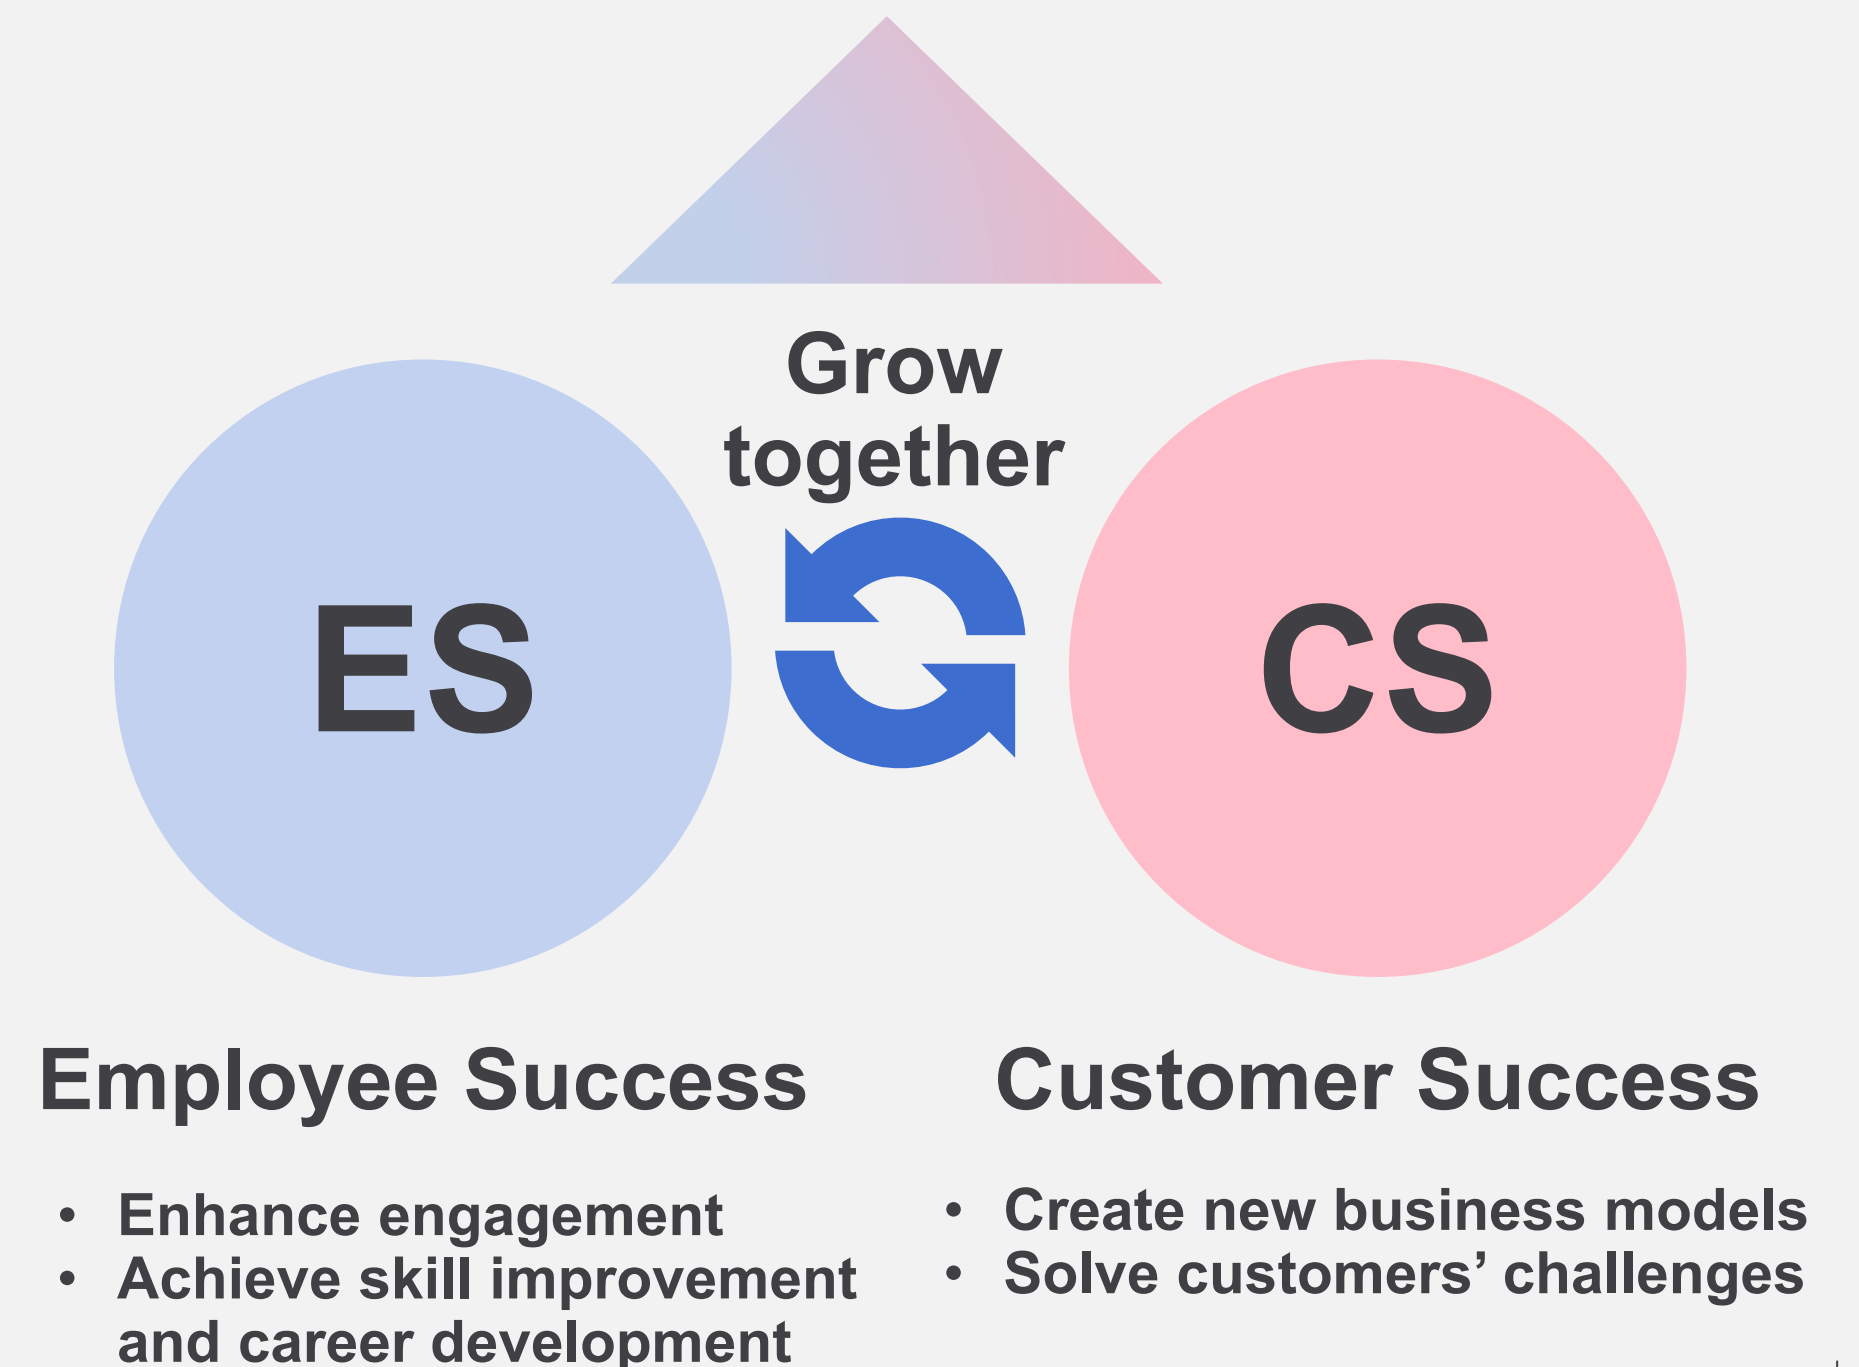 Grow
together
ES
CS
Employee Success
Customer Success
• Enhance engagement
• Achieve skill improvement
and career development
• Create new business models
• Solve customers’ challenges